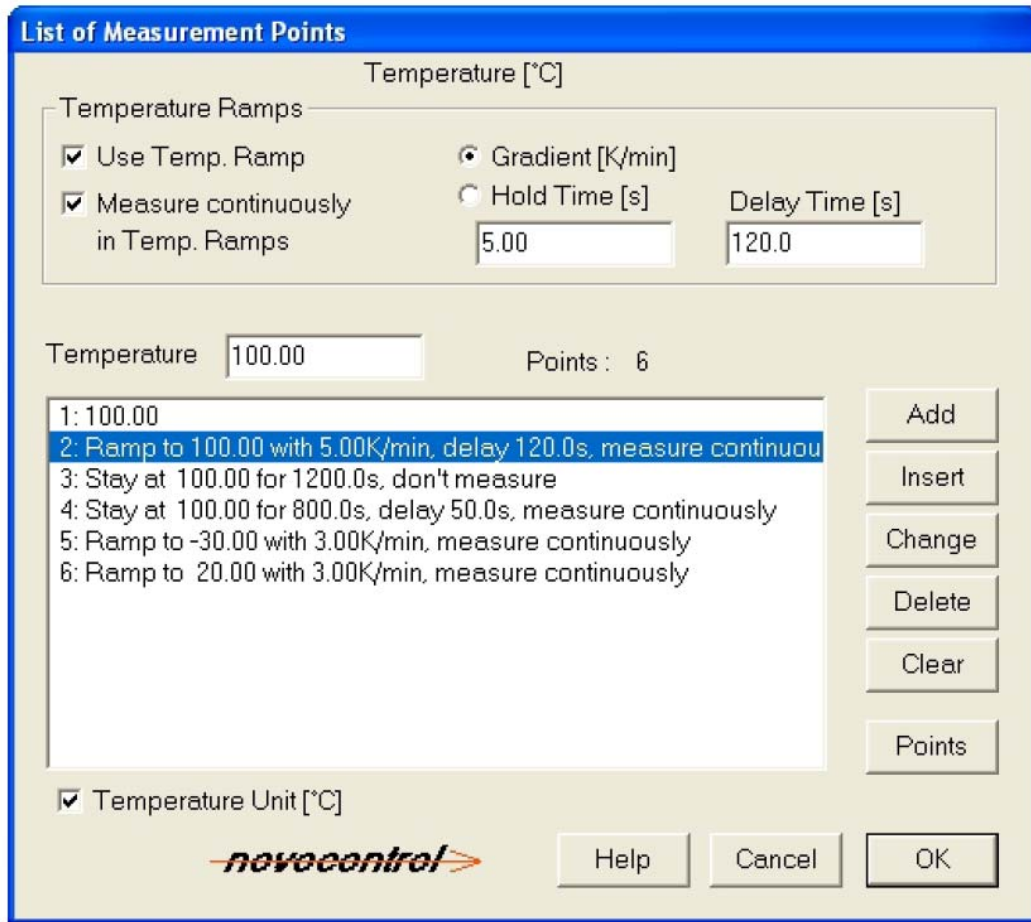 List of Measurement Points
Temperature [°C]
Temperature Ramps
Use Temp. Ramp
Gradient [K/min]
Measure continuously
in Temp. Ramps
Hold Time [s]
Delay Time [s]
5.00
120.0
Temperature
100.00
Points : 6
1: 100.00
2: Ramp to 100.00 with 5.00K/min, delay 120.0s, measure continuou
3: Stay at 100.00 for 1200.0s, don't measure
4: Stay at 100.00 for 800.0s, delay 50.0s, measure continuously
5: Ramp to -30.00 with 3.00K/min, measure continuously
6: Ramp to 20.00 with 3.00K/min, measure continuously
Add
Insert
Change
Delete
Clear
Points
Temperature Unit [°C]
novocontrol
Help
Cancel
OK